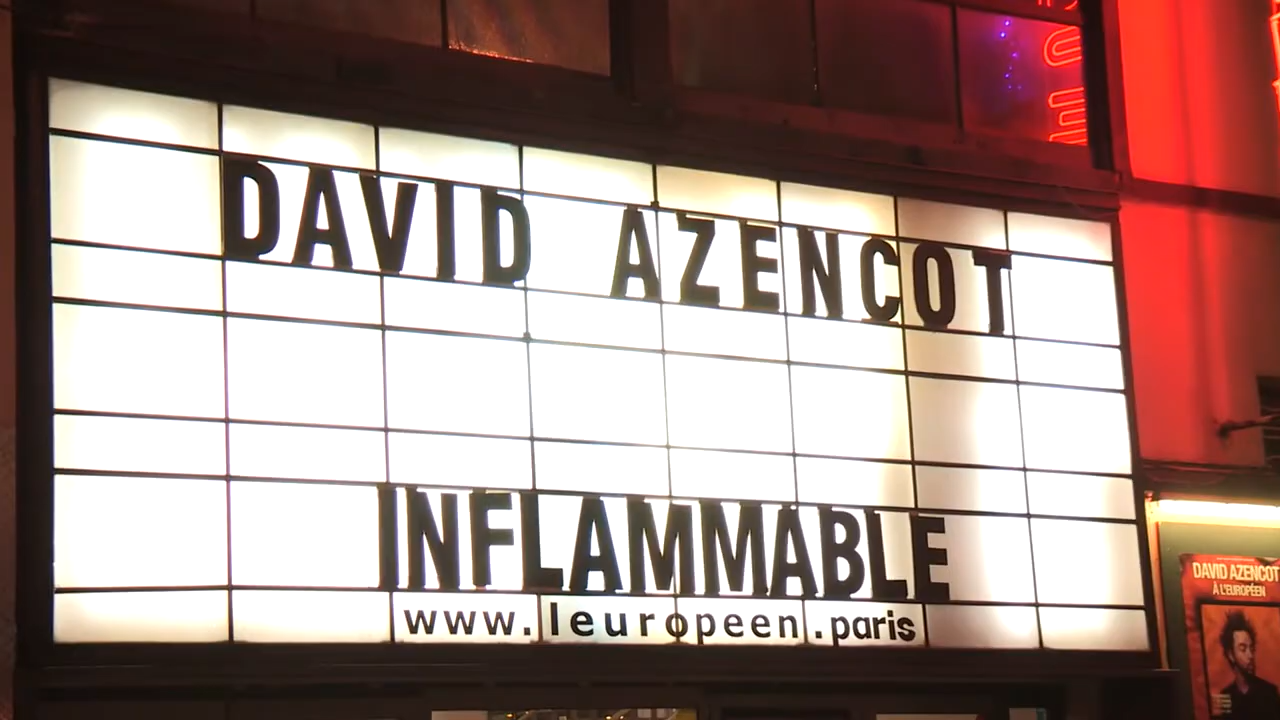 DAVID AZENCOT
INFLAMMABLE
www.leuropeen.paris
DAVID AZENCOT
À L'EUROPÉEN